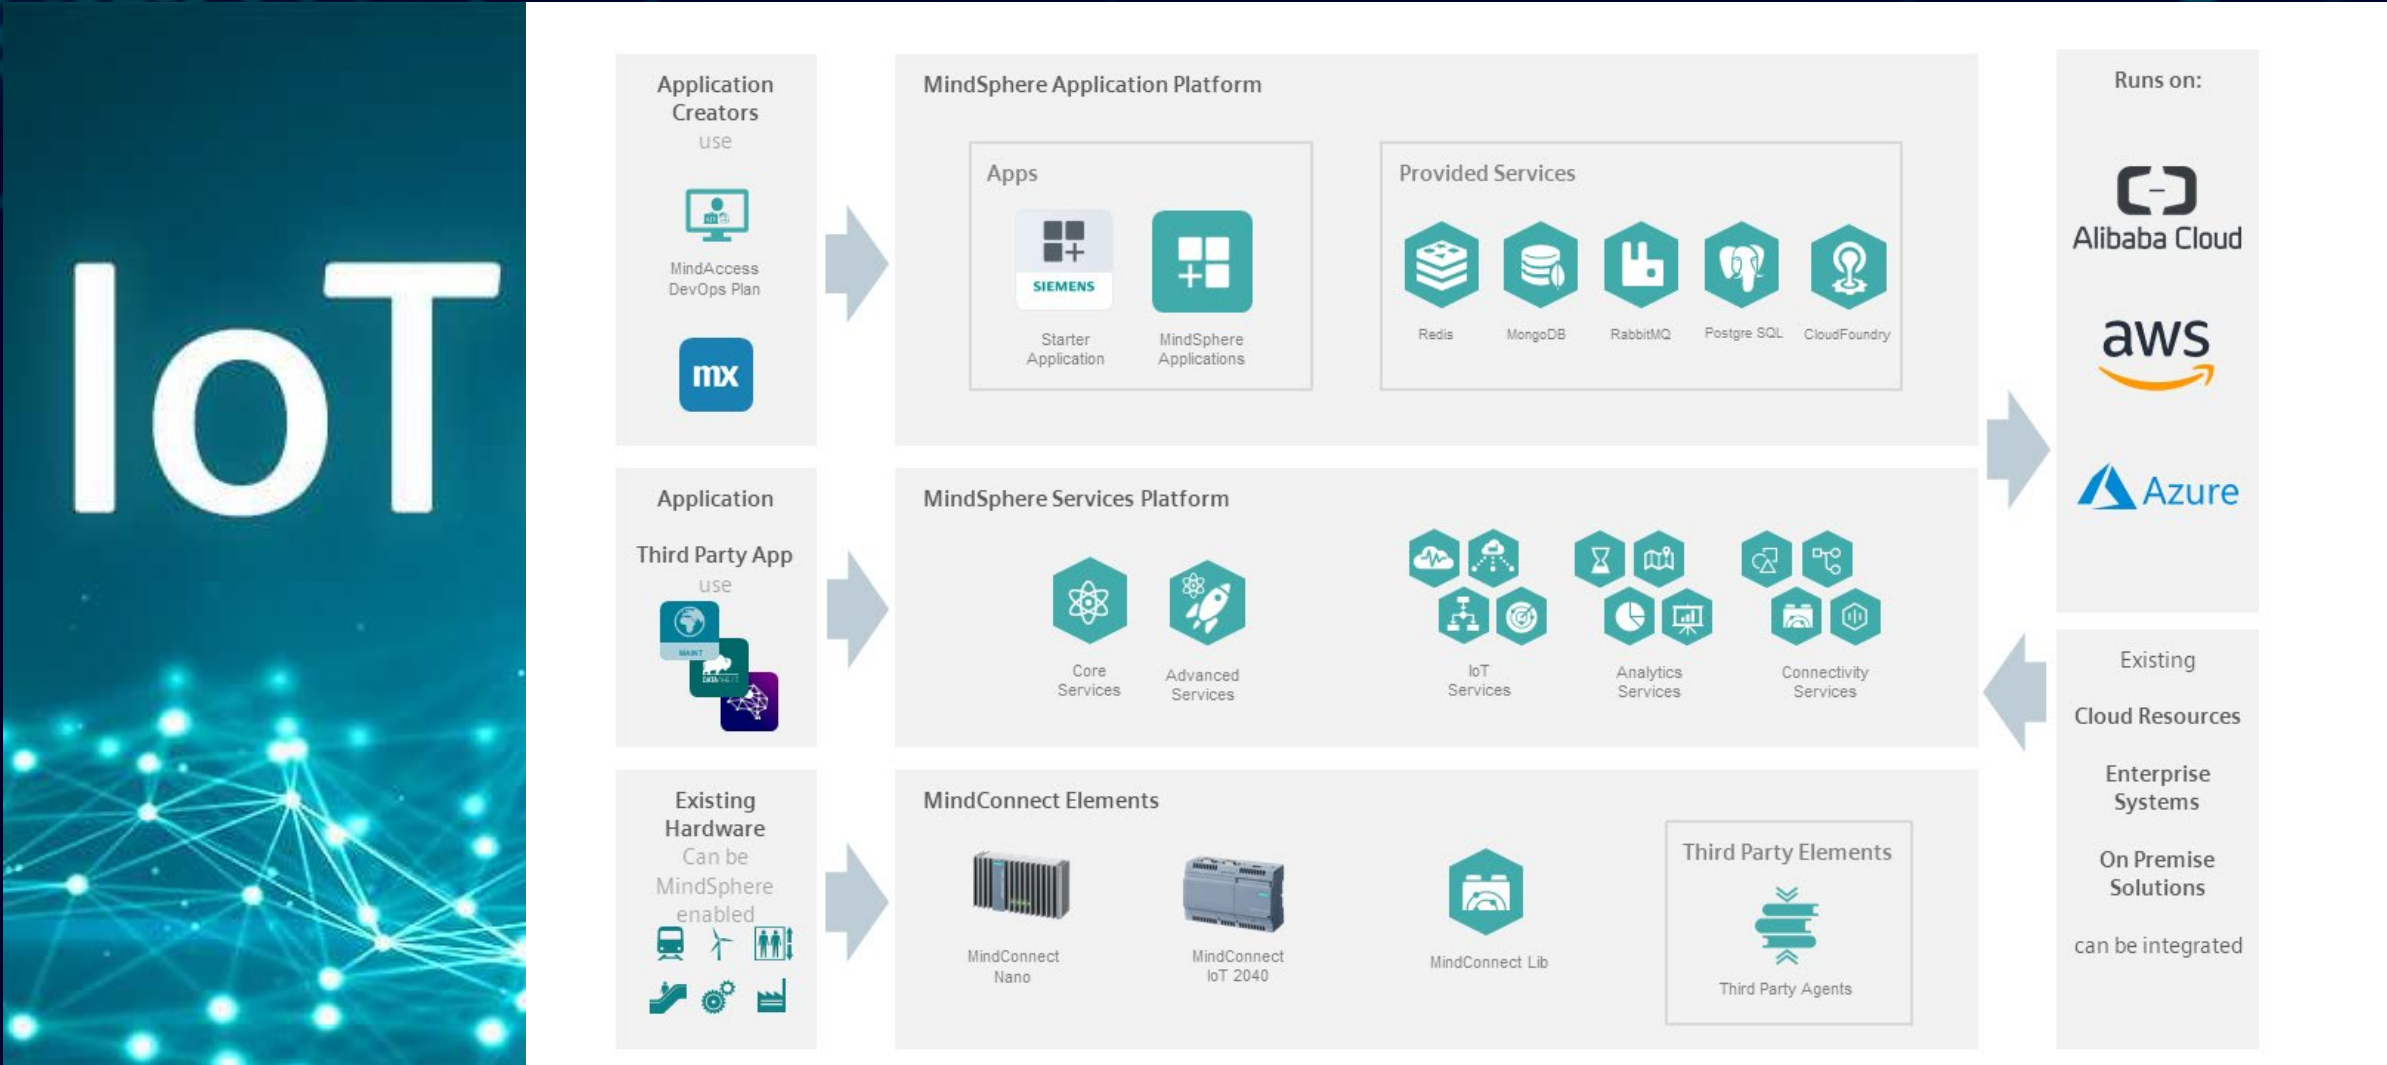 IoT
Application
Creators
use
MindAccess
DevOps Plan
mx
MindSphere Application Platform
Apps
SIEMENS
Starter
Application
MindSphere
Applications
Provided Services
Redis
MongoDB
RabbitMQ
Postgre SQL
CloudFoundry
Runs on:
Alibaba Cloud
aws
Azure
Application
Third Party App
use
MAINT
MindSphere Services Platform
Core
Services
Advanced
Services
IoT
Services
Analytics
Services
Connectivity
Services
Existing
Cloud Resources
Enterprise
Systems
On Premise
Solutions
can be integrated
Existing
Hardware
Can be
MindSphere
enabled
MindConnect Elements
MindConnect
Nano
MindConnect
IoT 2040
MindConnect Lib
Third Party Elements
Third Party Agents